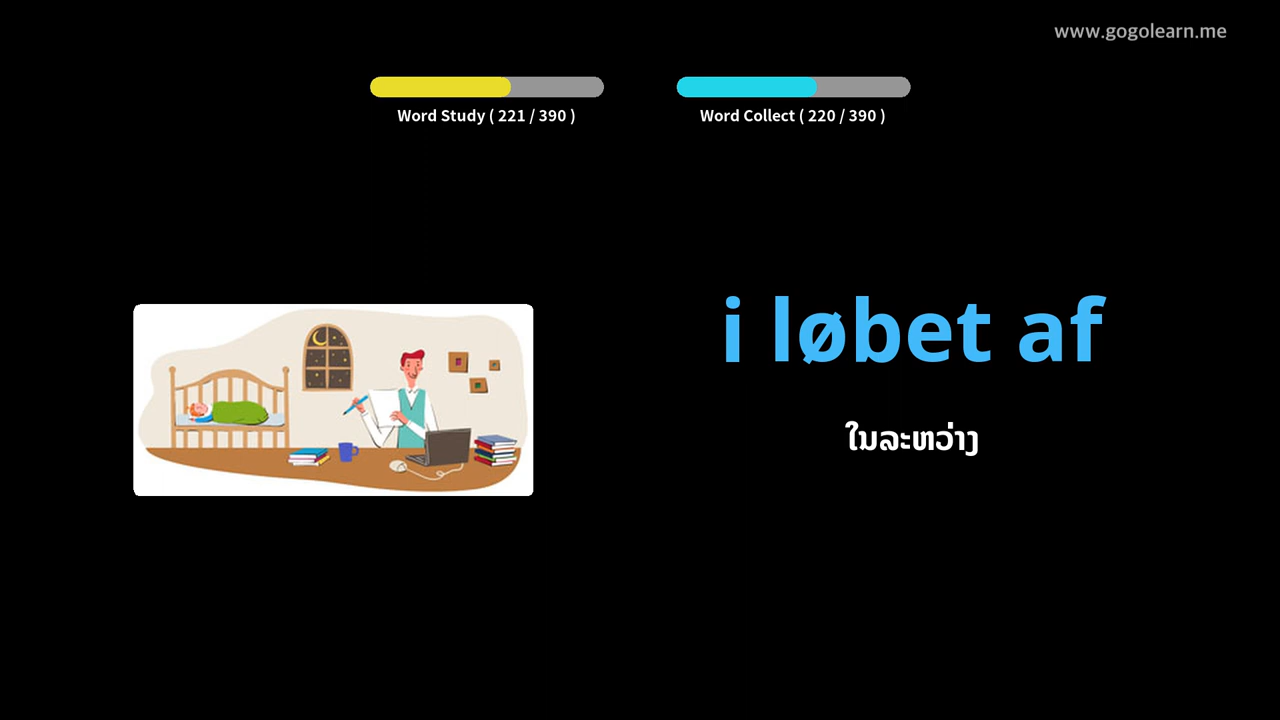 www.gogolearn.me
Word Study ( 221 / 390 )
Word Collect ( 220 / 390 )
i løbet af
ໃນລະຫວ່າງ